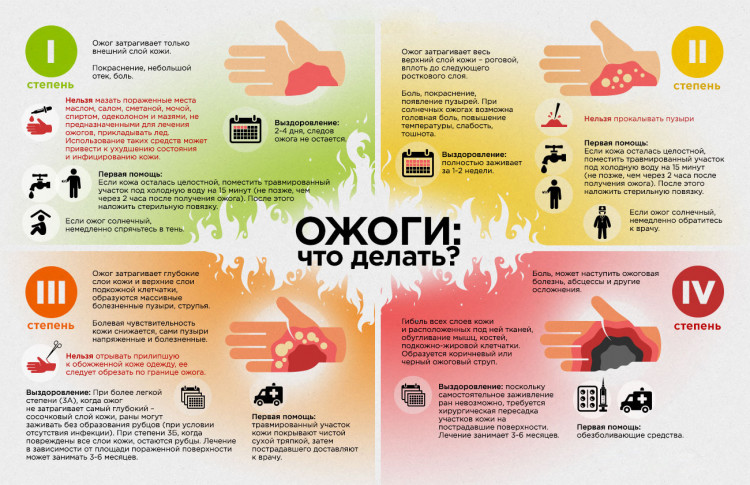 I
степень
Ожог затрагивает только
внешний слой кожи.
Покраснение, небольшой
отек, боль.
Нельзя мазать пораженные места
маслом, салом, сметаной, мочой,
спиртом, одеколоном и мазями, не
предназначенными для лечения
ожогов, прикладывать лед.
Использование таких средств может
привести к ухудшению состояния
и инфицированию кожи.
Выздоровление:
2-4 дня, следов
ожога не остается.
Первая помощь:
Если кожа осталась целостной, поместить травмированный
участок под холодную воду на 15 минут (не позже, чем
через 2 часа после получения ожога). После этого
наложить стерильную повязку.
Если ожог солнечный,
немедленно спрячьтесь в тень.
II
степень
Ожог затрагивает весь
верхний слой кожи – роговой,
вплоть до следующего
росткового слоя.
Боль, покраснение,
появление пузырей. При
солнечных ожогах возможна
головная боль, повышение
температуры, слабость,
тошнота.
Нельзя прокалывать пузыри
Выздоровление:
полностью заживает
за 1-2 недели.
Первая помощь:
Если кожа осталась целостной,
поместить травмированный участок
под холодную воду на 15 минут
(не позже, чем через 2 часа после
получения ожога). После этого
наложить стерильную повязку.
Если ожог солнечный,
немедленно обратитесь
к врачу.
ОЖОГИ:
что делать?
III
степень
Ожог затрагивает глубокие
слои кожи и верхние слои
подкожной клетчатки,
образуются массивные
болезненные пузыри, струпья.
Болевая чувствительность
кожи снижается, сами пузыри
напряженные и болезненные.
Нельзя отрывать прилипшую
к обожженной коже одежду, ее
следует обрезать по границе ожога.
Выздоровление: При более легкой
степени (3А), когда ожог
не затрагивает самый глубокий –
сосочковый слой кожи, раны могут
заживать без образования рубцов (при условии
отсутствия инфекции). При степени 3Б, когда
повреждены все слои кожи, остаются рубцы. Лечение
в зависимости от площади пораженной поверхности
может занимать 3-6 месяцев.
Первая помощь:
травмированный участок
кожи покрывают чистой
сухой тряпкой, затем
пострадавшего доставляют
к врачу.
IV
степень
Боль, может наступить ожоговая
болезнь, абсцессы и другие
осложнения.
Гибель всех слоев кожи
и расположенных под ней тканей,
обугливание мышц, костей,
подкожно-жировой клетчатки.
Образуется коричневый или
черный ожоговый струп.
Выздоровление: поскольку
самостоятельное заживление
ран невозможно, требуется
хирургическая пересадка
участков кожи на
пострадавшие поверхности.
Лечение занимает 3-6 месяцев.
Первая помощь:
обезболивающие средства.